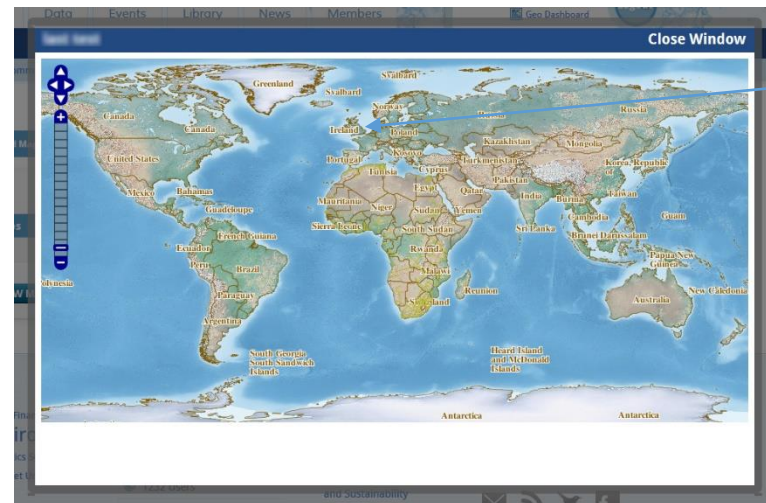 Data Events Library News Members Geo Dashboard
Close Window
Greenland
Svalbard
Svalbard
Norway
Russia
Canada
Canada
Ireland
Poland
Kazakhstan
Mongolia
United States
Portugal
Kosovo
Turkmenistan
Korea, Republic of
Tunisia
Cyprus
Pakistan
Mexico
Bahamas
Egypt
Qatar
India
Burma
Taiwan
Guadeloupe
Mauritania
Niger
Sudan
Yemen
Cambodia
Guam
Sierra Leone
South Sudan
Sri Lanka
Brunei Darussalam
French Guiana
Ecuador
Rwanda
Papua New Guinea
Peru
Brazil
Malawi
olynesia
Paraguay
Swaziland
Reunion
New Caledonia
Australia
Argentina
South Georgia South Sandwich Islands
Heard Island and McDonald Islands
Antarctica
Antarctica
1232 Users
and Sustainability